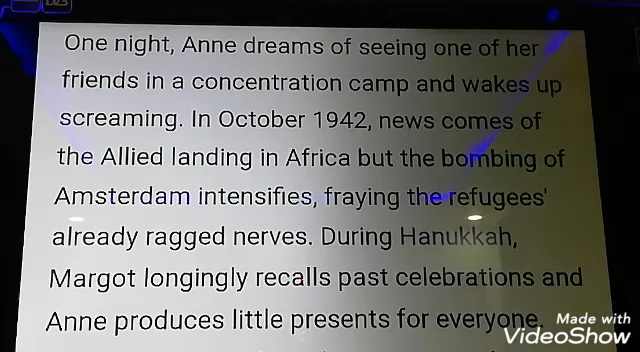 One night, Anne dreams of seeing one of her
friends in a concentration camp and wakes up
screaming. In October 1942, news comes of
the Allied landing in Africa but the bombing of
Amsterdam intensifies, fraying the refugees'
already ragged nerves. During Hanukkah,
Margot longingly recalls past celebrations and
Anne produces little presents for everyone.
Made with
VideoShow